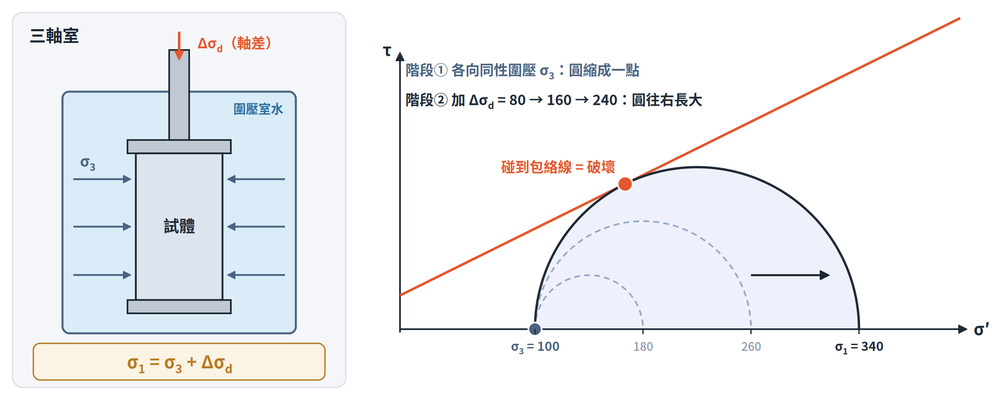 三軸室
Δσd（軸差）
圍壓室水
σ3
試體
σ1 = σ3 + Δσd
τ
階段① 各向同性圍壓 σ3：圓縮成一點
階段② 加 Δσd = 80 → 160 → 240：圓往右長大
碰到包絡線 = 破壞
σ′
σ3 = 100
180
260
σ1 = 340